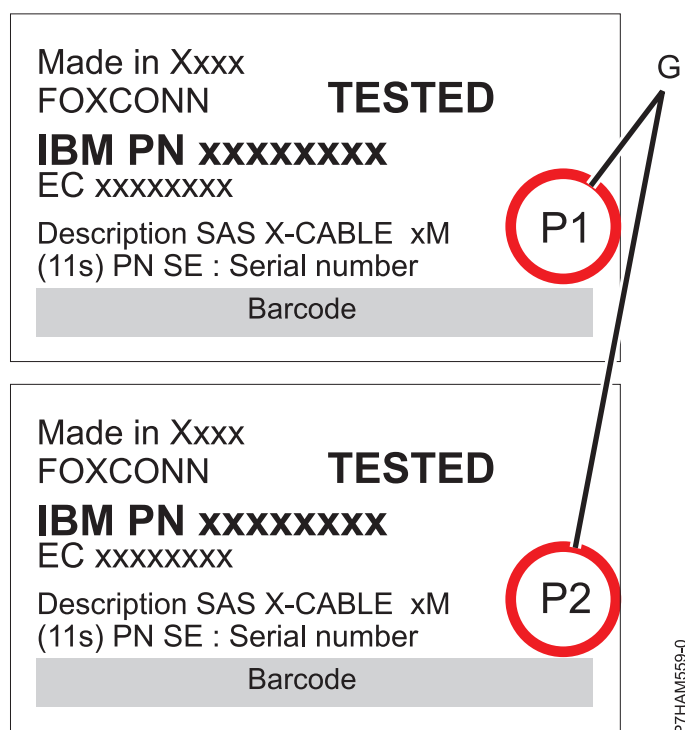 Made in Xxxx
FOXCONN TESTED
IBM PN xxxxxxxx
EC xxxxxxxx
Description SAS X-CABLE xM
(11s) PN SE : Serial number
Barcode
P1
G
Made in Xxxx
FOXCONN TESTED
IBM PN xxxxxxxx
EC xxxxxxxx
Description SAS X-CABLE xM
(11s) PN SE : Serial number
Barcode
P2
P7HAM559-0